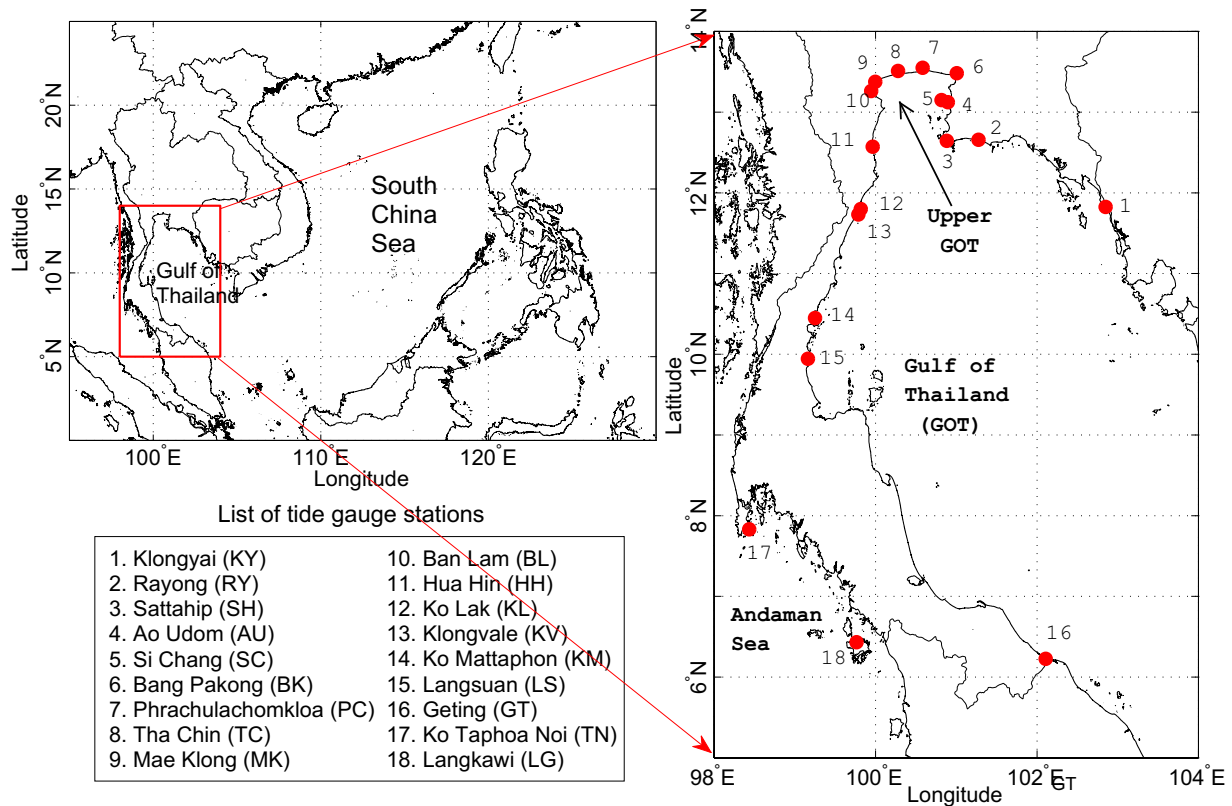 20°N
15°N
10°N
5°N
Latitude
South
China
Sea
Gulf of
Thailand
100°E
110°E
120°E
Longitude
List of tide gauge stations
1. Klongyai (KY)
2. Rayong (RY)
3. Sattahip (SH)
4. Ao Udom (AU)
5. Si Chang (SC)
6. Bang Pakong (BK)
7. Phrachulachomkloa (PC)
8. Tha Chin (TC)
9. Mae Klong (MK)
10. Ban Lam (BL)
11. Hua Hin (HH)
12. Ko Lak (KL)
13. Klongvale (KV)
14. Ko Mattaphon (KM)
15. Langsuan (LS)
16. Geting (GT)
17. Ko Taphoa Noi (TN)
18. Langkawi (LG)
14°N
12°N
10°N
8°N
6°N
Latitude
7
8
9
6
10
5
4
11
3
2
12
1
13
Upper
GOT
14
15
Gulf of
Thailand
(GOT)
17
Andaman
Sea
16
18
98°E
100°E
102°E
104°E
GT
Longitude